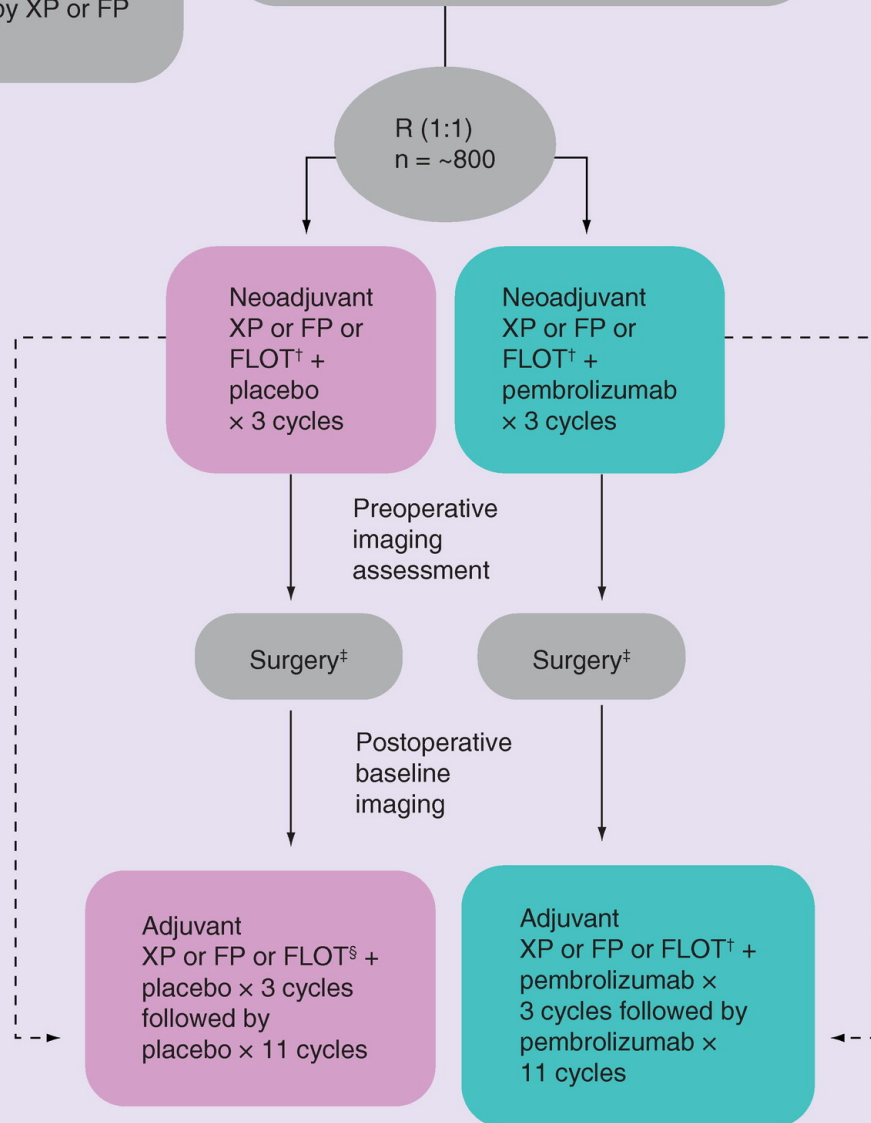 by XP or FP
R (1:1)
n = ~800
Neoadjuvant
XP or FP or
FLOT† +
placebo
× 3 cycles
Neoadjuvant
XP or FP or
FLOT† +
pembrolizumab
× 3 cycles
Preoperative
imaging
assessment
Surgery‡
Surgery‡
Postoperative
baseline
imaging
Adjuvant
XP or FP or FLOT§ +
placebo × 3 cycles
followed by
placebo × 11 cycles
Adjuvant
XP or FP or FLOT† +
pembrolizumab ×
3 cycles followed by
pembrolizumab ×
11 cycles